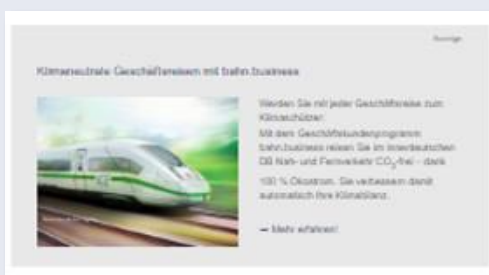 Anzeige
Klimaneutrale Geschäftsreisen mit bahn.business
Werden Sie mit jeder Geschäftsreise zum
Klimaschützer.
Mit dem Geschäftskundenprogramm
bahn.business reisen Sie im innerdeutschen
DB Nah- und Fernverkehr CO₂-frei – dank
100 % Ökostrom. Sie verbessern damit
automatisch Ihre Klimabilanz.
→ Mehr erfahren!